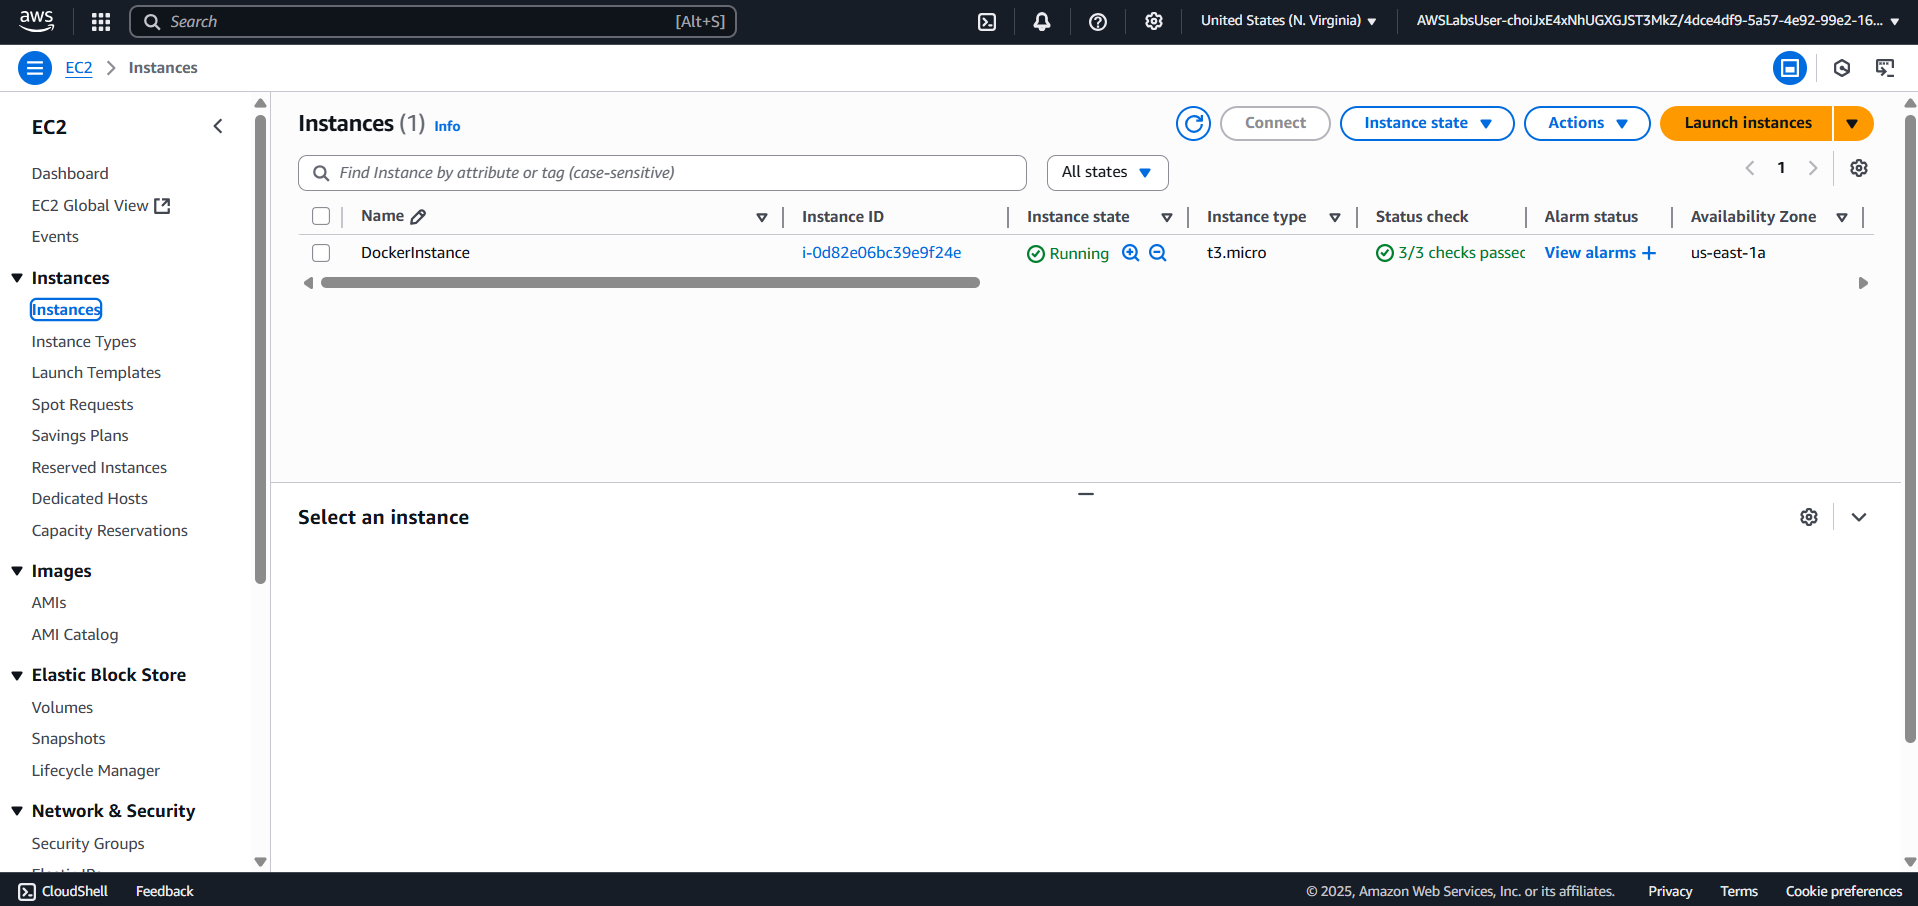 aws
Search [Alt+S]
United States (N. Virginia)
AWSLabsUser-choiJxE4xNhUGXGJST3MkZ/4dce4df9-5a57-4e92-99e2-16...
EC2 > Instances
EC2
Dashboard
EC2 Global View
Events
Instances
Instances
Instance Types
Launch Templates
Spot Requests
Savings Plans
Reserved Instances
Dedicated Hosts
Capacity Reservations
Images
AMIs
AMI Catalog
Elastic Block Store
Volumes
Snapshots
Lifecycle Manager
Network & Security
Security Groups
Instances (1) Info
Connect
Instance state
Actions
Launch instances
Find Instance by attribute or tag (case-sensitive)
All states
1
Name Instance ID Instance state Instance type Status check Alarm status Availability Zone
DockerInstance i-0d82e06bc39e9f24e Running t3.micro 3/3 checks passed View alarms + us-east-1a
Select an instance
CloudShell Feedback
© 2025, Amazon Web Services, Inc. or its affiliates. Privacy Terms Cookie preferences